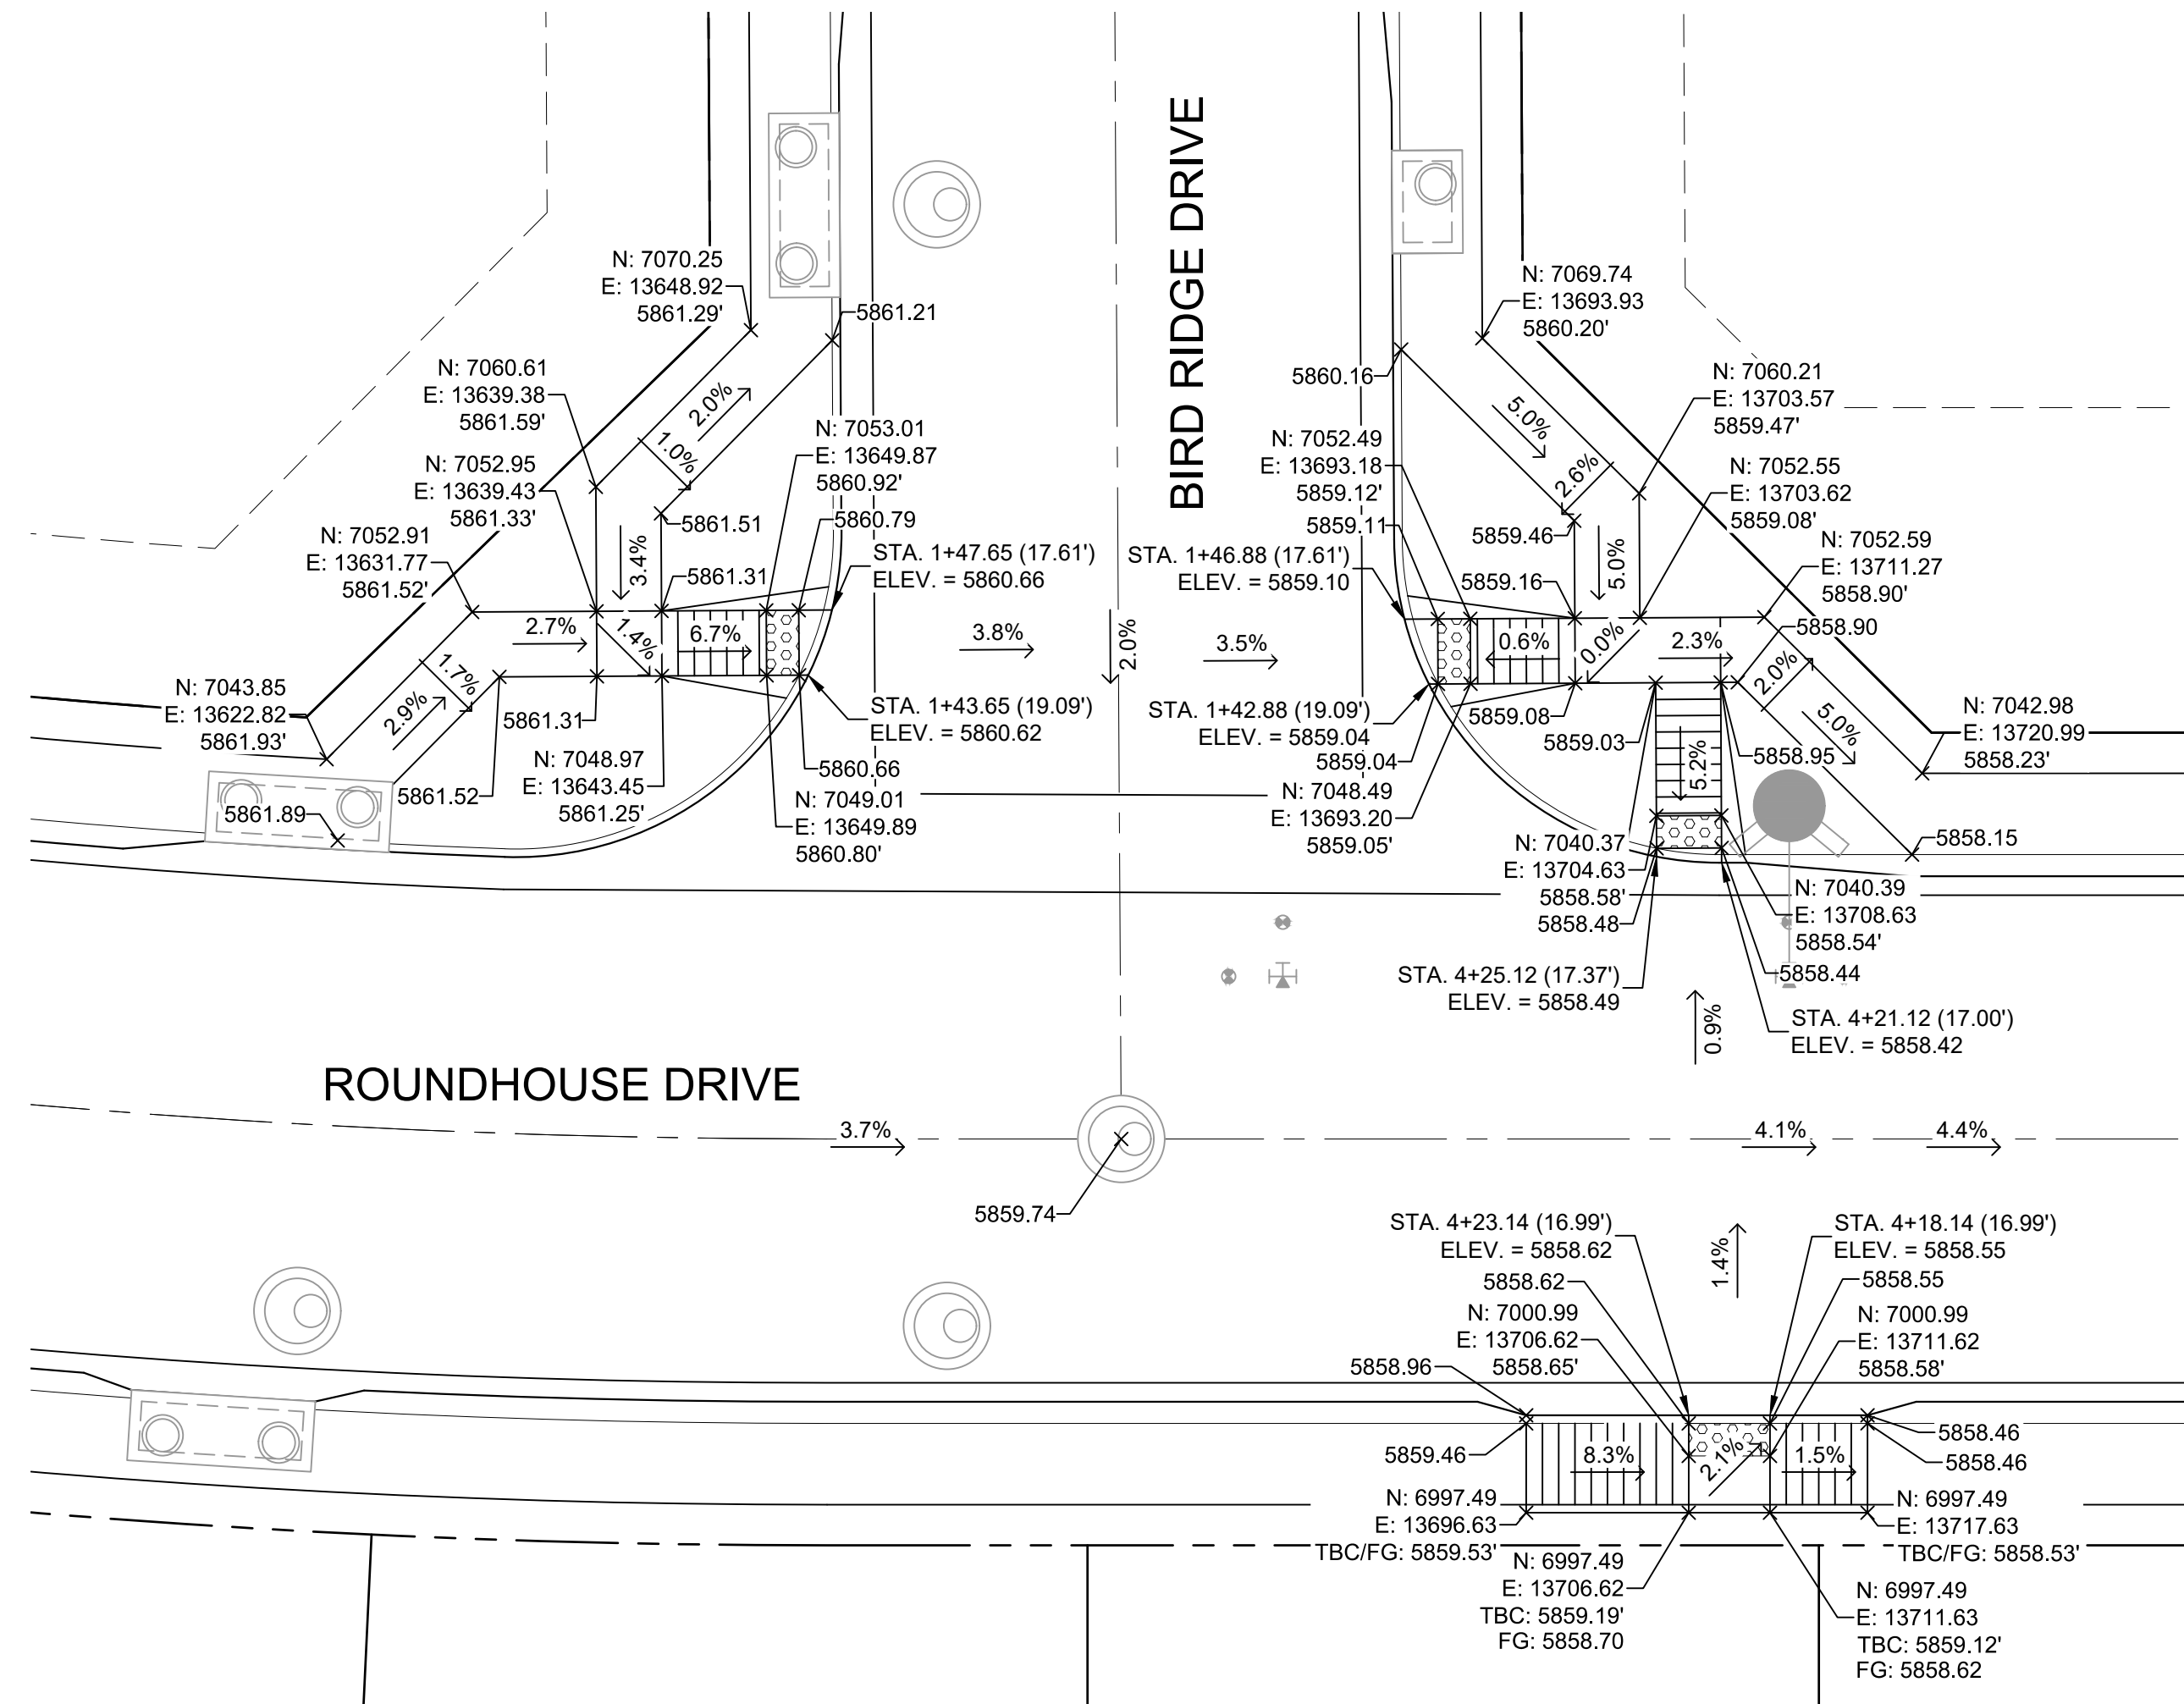 BIRD RIDGE DRIVE
N: 7070.25
E: 13648.92
5861.29'
5861.21
N: 7060.61
E: 13639.38
5861.59'
2.0%
1.0%
N: 7052.95
E: 13639.43
5861.33'
N: 7053.01
E: 13649.87
5860.92'
5861.51
5860.79
N: 7052.91
E: 13631.77
5861.52'
3.4%
5861.31
STA. 1+47.65 (17.61')
ELEV. = 5860.66
2.7%
1.4%
6.7%
3.8%
2.0%
3.5%
1.7%
2.9%
N: 7043.85
E: 13622.82
5861.93'
5861.31
STA. 1+43.65 (19.09')
ELEV. = 5860.62
N: 7048.97
E: 13643.45
5861.25'
5860.66
5861.52
5861.89
N: 7049.01
E: 13649.89
5860.80'
N: 7069.74
E: 13693.93
5860.20'
5860.16
N: 7060.21
E: 13703.57
5859.47'
5.0%
2.6%
N: 7052.49
E: 13693.18
5859.12'
5859.11
N: 7052.55
E: 13703.62
5859.08'
5859.46
STA. 1+46.88 (17.61')
ELEV. = 5859.10
5859.16
5.0%
N: 7052.59
E: 13711.27
5858.90'
5858.90
0.6%
0.0%
2.3%
2.0%
STA. 1+42.88 (19.09')
ELEV. = 5859.04
5859.08
5859.04
5859.03
5.2%
5858.95
5.0%
N: 7042.98
E: 13720.99
5858.23'
N: 7048.49
E: 13693.20
5859.05'
5858.15
N: 7040.37
E: 13704.63
5858.58'
5858.48
N: 7040.39
E: 13708.63
5858.54'
5858.44
STA. 4+25.12 (17.37')
ELEV. = 5858.49
STA. 4+21.12 (17.00')
ELEV. = 5858.42
0.9%
ROUNDHOUSE DRIVE
3.7%
4.1%
4.4%
5859.74
STA. 4+23.14 (16.99')
ELEV. = 5858.62
STA. 4+18.14 (16.99')
ELEV. = 5858.55
1.4%
5858.62
5858.55
N: 7000.99
E: 13706.62
5858.65'
N: 7000.99
E: 13711.62
5858.58'
5858.96
5858.46
5859.46
8.3%
2.1%
1.5%
5858.46
N: 6997.49
E: 13696.63
TBC/FG: 5859.53'
N: 6997.49
E: 13717.63
TBC/FG: 5858.53'
N: 6997.49
E: 13706.62
TBC: 5859.19'
FG: 5858.70
N: 6997.49
E: 13711.63
TBC: 5859.12'
FG: 5858.62